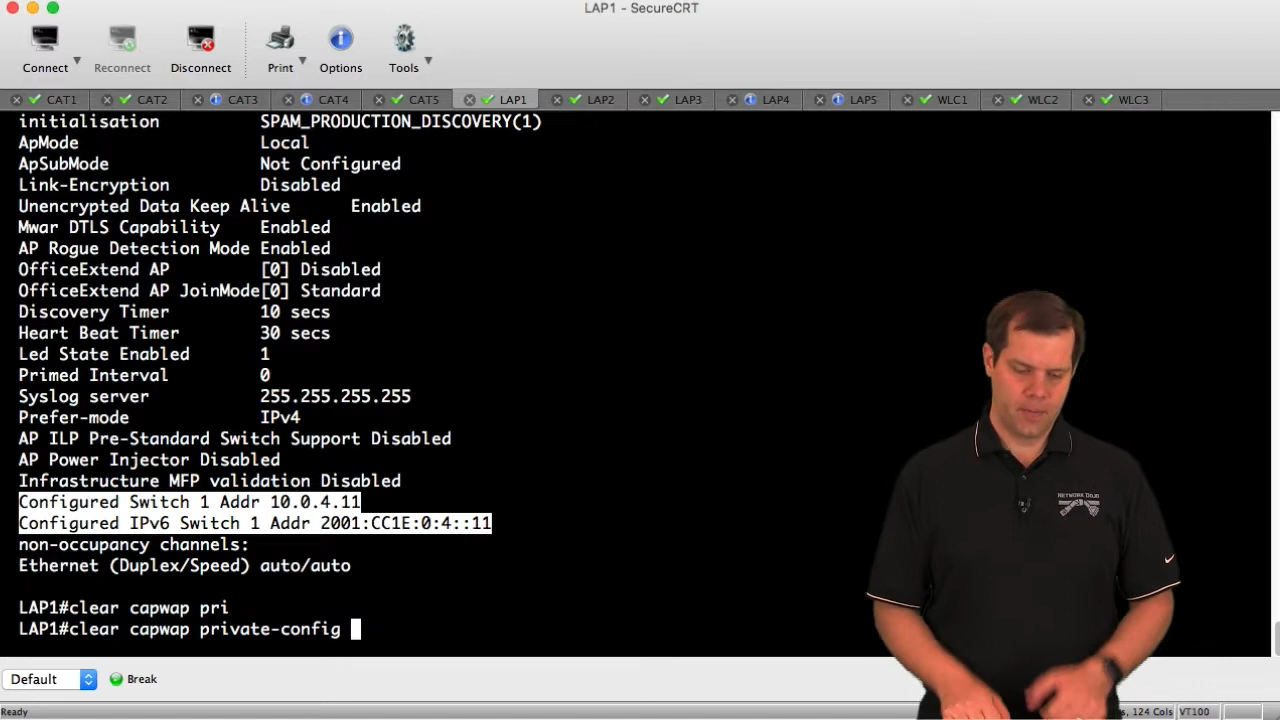 LAP1 - SecureCRT
Connect Reconnect Disconnect Print Options Tools
CAT1 CAT2 CAT3 CAT4 CAT5 LAP1 LAP2 LAP3 LAP4 LAP5 WLC1 WLC2 WLC3
initialisation SPAM_PRODUCTION_DISCOVERY(1)
ApMode Local
ApSubMode Not Configured
Link-Encryption Disabled
Unencrypted Data Keep Alive Enabled
Mwar DTLS Capability Enabled
AP Rogue Detection Mode Enabled
OfficeExtend AP [0] Disabled
OfficeExtend AP JoinMode[0] Standard
Discovery Timer 10 secs
Heart Beat Timer 30 secs
Led State Enabled 1
Primed Interval 0
Syslog server 255.255.255.255
Prefer-mode IPv4
AP ILP Pre-Standard Switch Support Disabled
AP Power Injector Disabled
Infrastructure MFP validation Disabled
Configured Switch 1 Addr 10.0.4.11
Configured IPv6 Switch 1 Addr 2001:CC1E:0:4::11
non-occupancy channels:
Ethernet (Duplex/Speed) auto/auto
LAP1#clear capwap pri
LAP1#clear capwap private-config
NETWORK DOJO
Default Break
Ready s, 124 Cols VT100